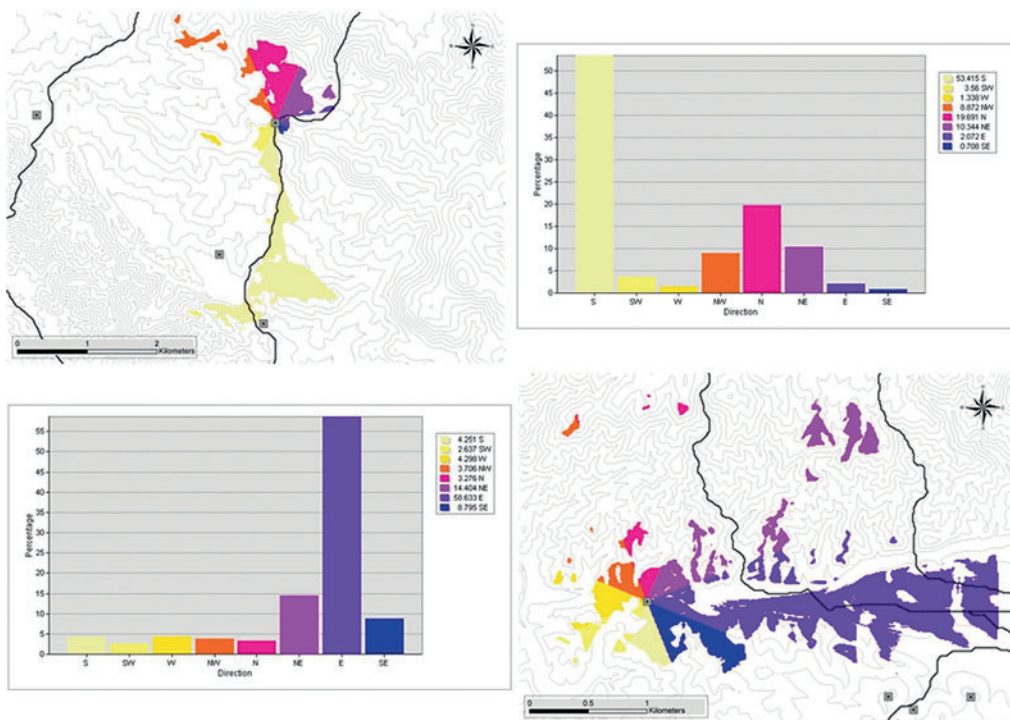 0 1 2
Kilometers
Percentage
50
45
40
35
30
25
20
15
10
5
0
S SW W NW N NE E SE
Direction
53.415 S
3.56 SW
1.338 W
8.872 NW
19.691 N
10.344 NE
2.072 E
0.708 SE
Percentage
55
50
45
40
35
30
25
20
15
10
5
0
S SW W NW N NE E SE
Direction
4.251 S
2.637 SW
4.298 W
3.706 NW
3.276 N
14.404 NE
58.633 E
8.795 SE
0 0.5 1
Kilometers